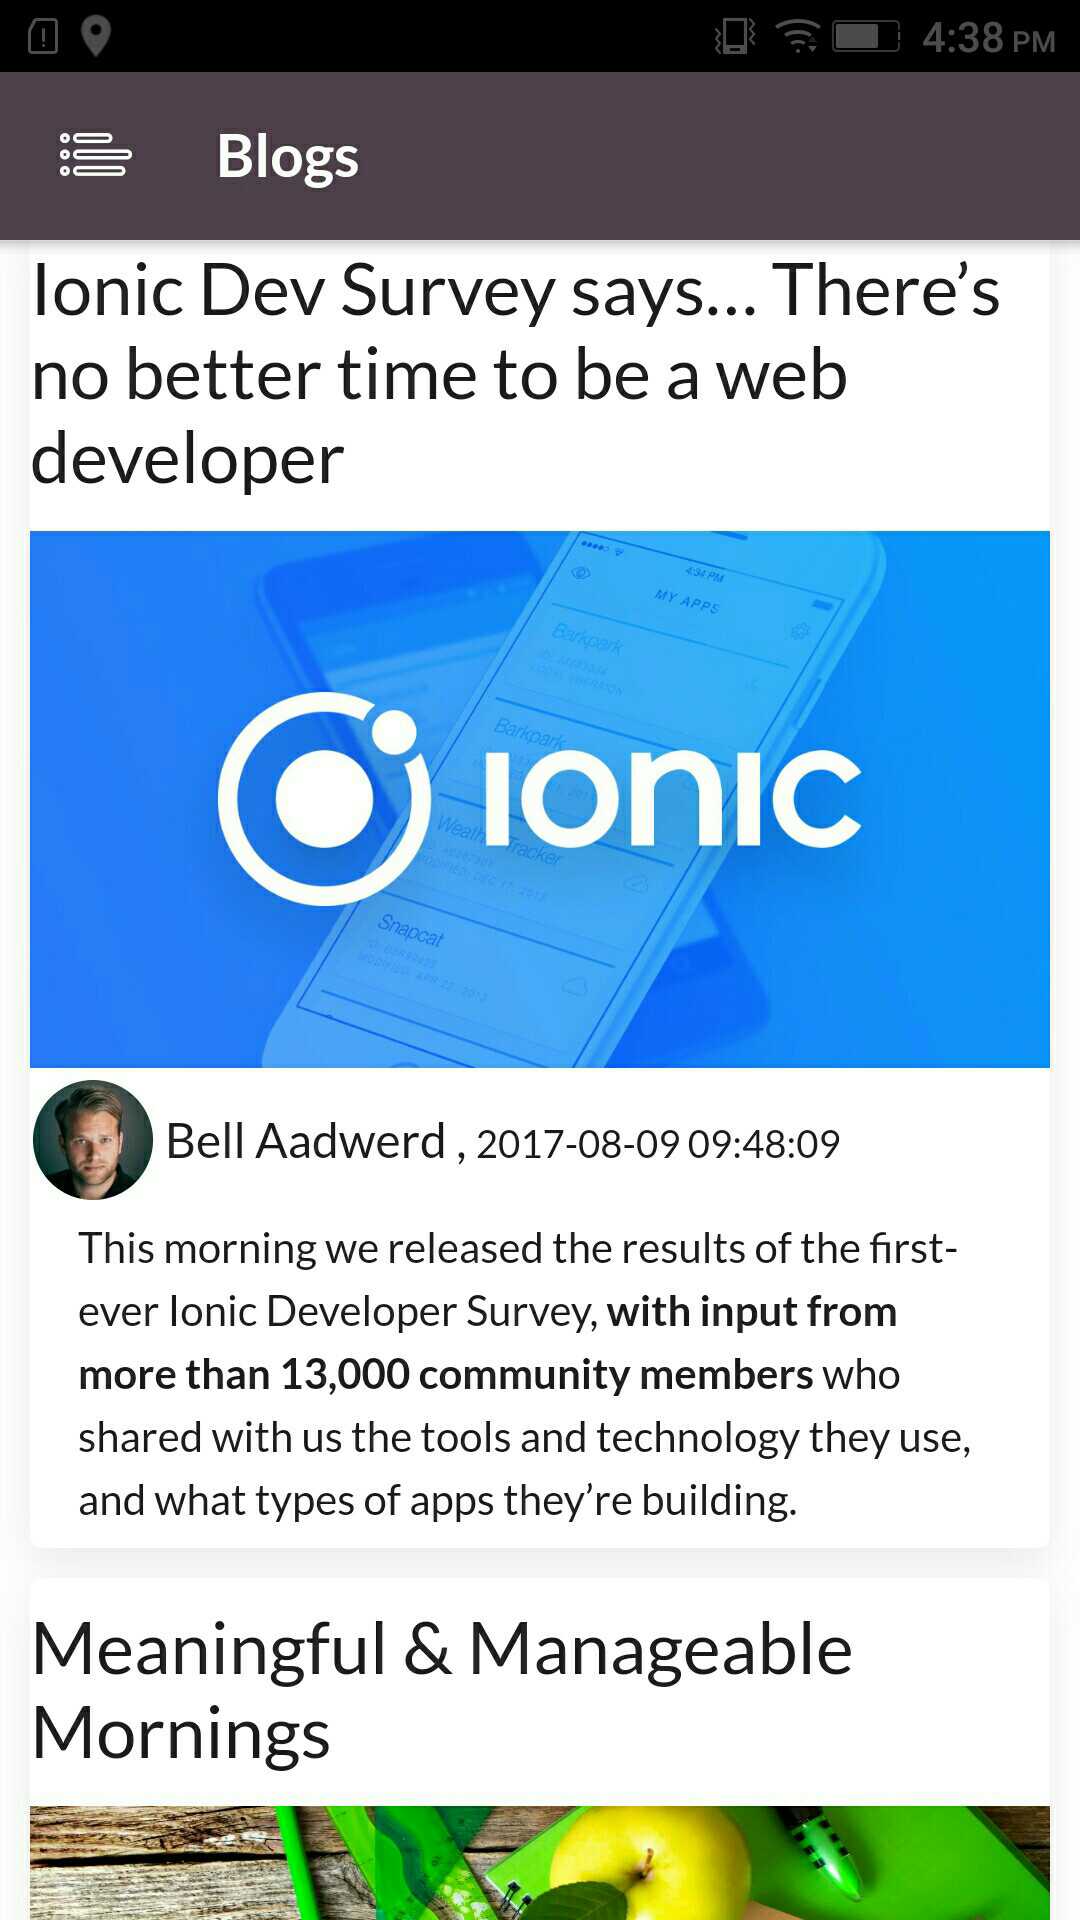 4:38 PM
Blogs
Ionic Dev Survey says... There’s
no better time to be a web
developer
4:34 PM
MY APPS
Barkpark
Barkpark
Weather Tracker
Snapcat
ionic
Bell Aadwerd , 2017-08-09 09:48:09
This morning we released the results of the first-
ever Ionic Developer Survey, with input from
more than 13,000 community members who
shared with us the tools and technology they use,
and what types of apps they’re building.
Meaningful & Manageable
Mornings